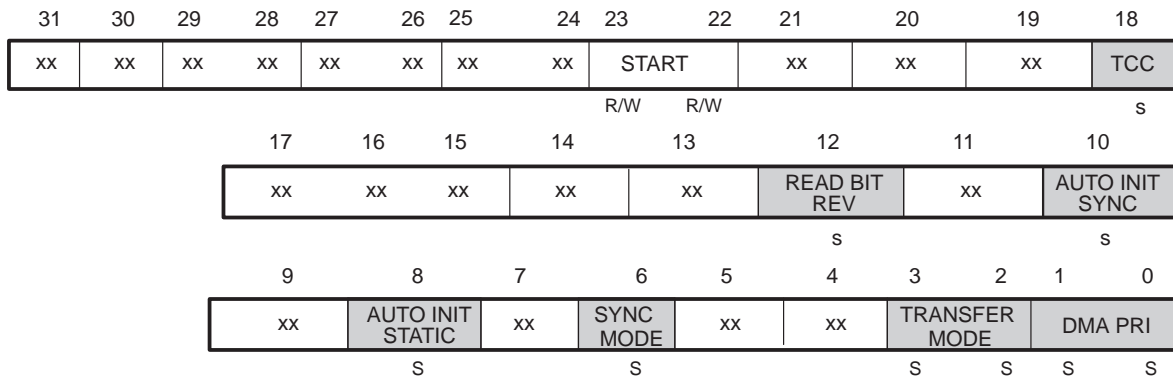 31 30 29 28 27 26 25 24 23 22 21 20 19 18
xx xx xx xx xx xx xx xx START xx xx xx TCC
R/W R/W s
17 16 15 14 13 12 11 10
xx xx xx xx xx READ BIT REV xx AUTO INIT SYNC
s s
9 8 7 6 5 4 3 2 1 0
xx AUTO INIT STATIC xx SYNC MODE xx xx TRANSFER MODE DMA PRI
S S S S S S